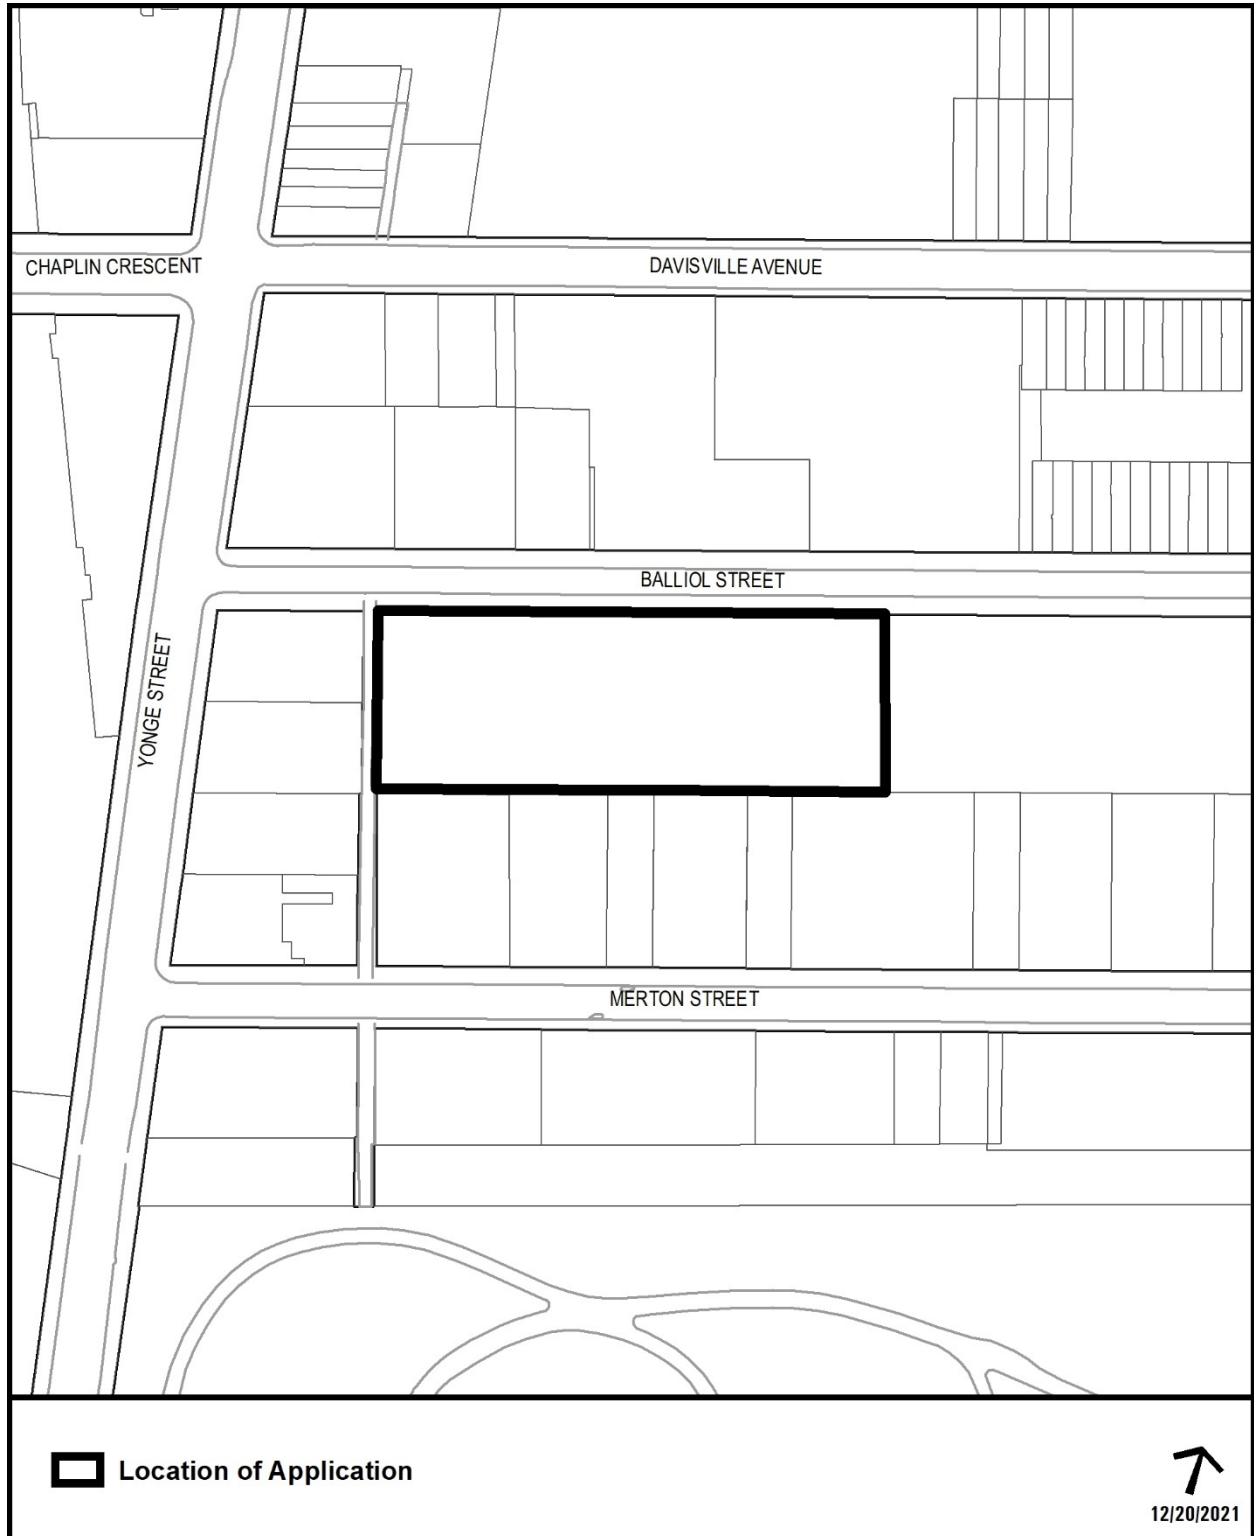 CHAPLIN CRESCENT
DAVISVILLE AVENUE
BALLIOL STREET
YONGE STREET
MERTON STREET
Location of Application
12/20/2021